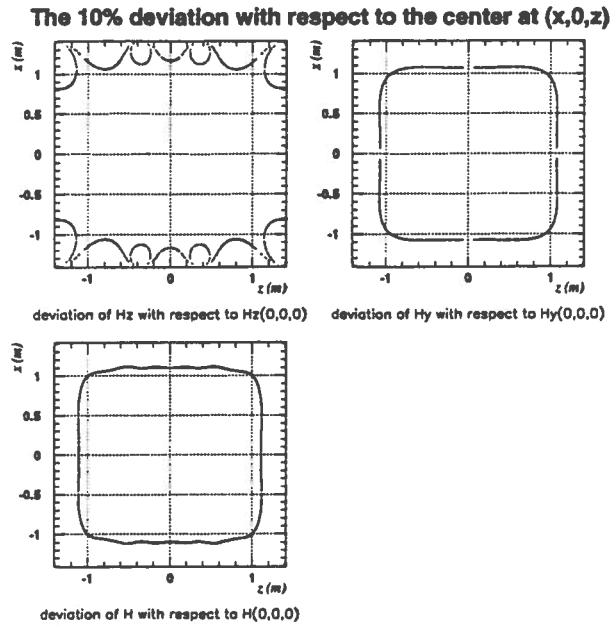 The 10% deviation with respect to the center at (x,0,z)
x (m)
1
0.5
0
-0.5
-1
-1
0
1
z (m)
deviation of Hz with respect to Hz(0,0,0)
x (m)
1
0.5
0
-0.5
-1
-1
0
1
z (m)
deviation of Hy with respect to Hy(0,0,0)
x (m)
1
0.5
0
-0.5
-1
-1
0
1
z (m)
deviation of H with respect to H(0,0,0)